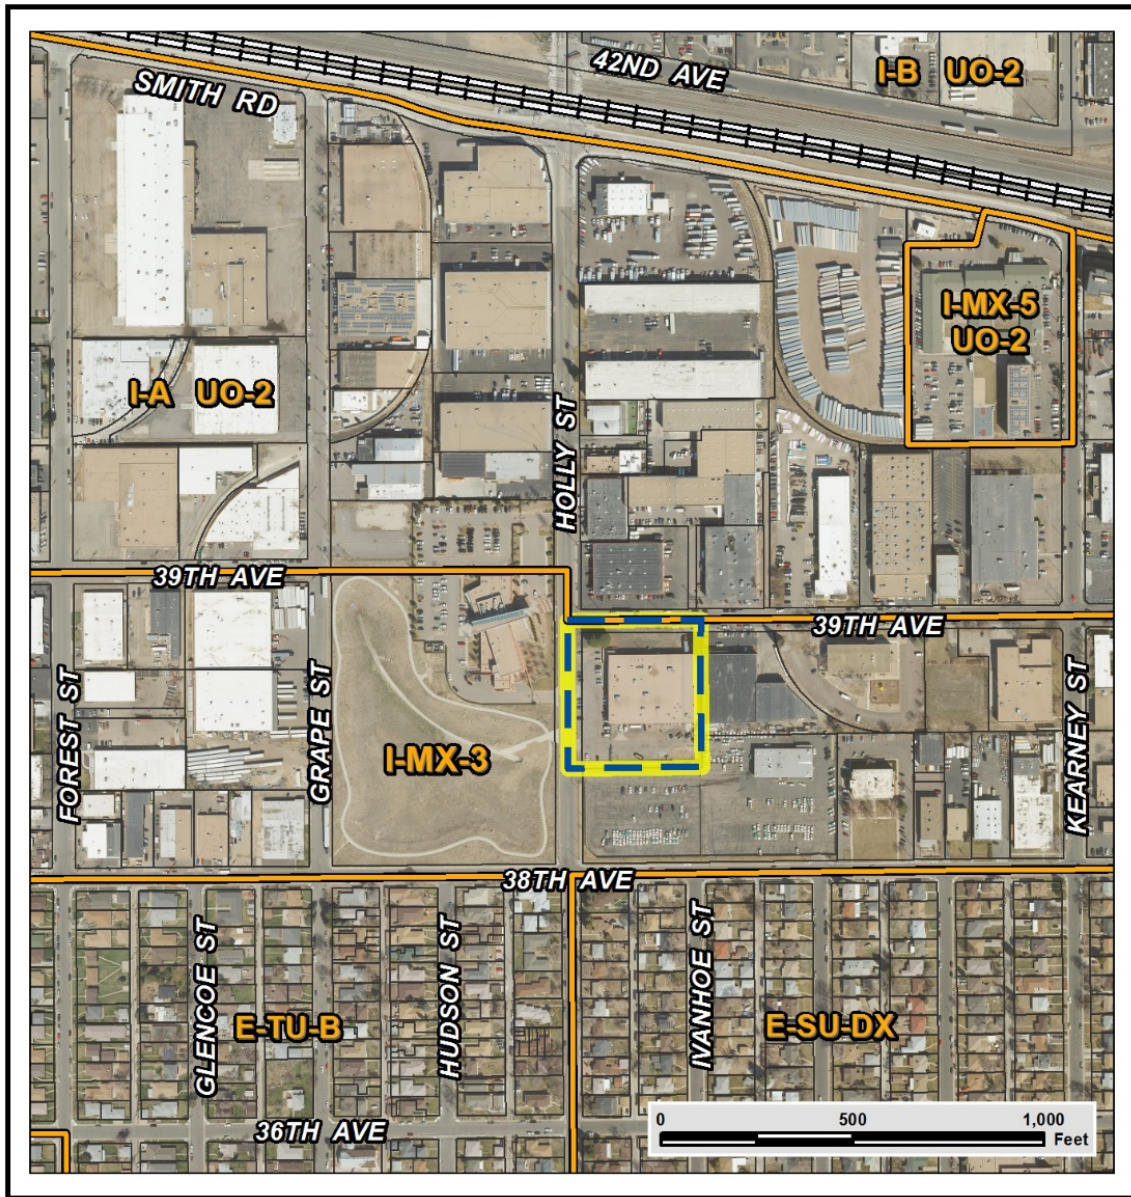 42ND AVE
I-B UO-2
SMITH RD
I-MX-5
UO-2
I-A UO-2
HOLLY ST
39TH AVE
39TH AVE
FOREST ST
GRAPE ST
I-MX-3
KEARNEY ST
38TH AVE
GLENCOE ST
E-TU-B
HUDSON ST
IVANHOE ST
E-SU-DX
36TH AVE
0 500 1,000
Feet